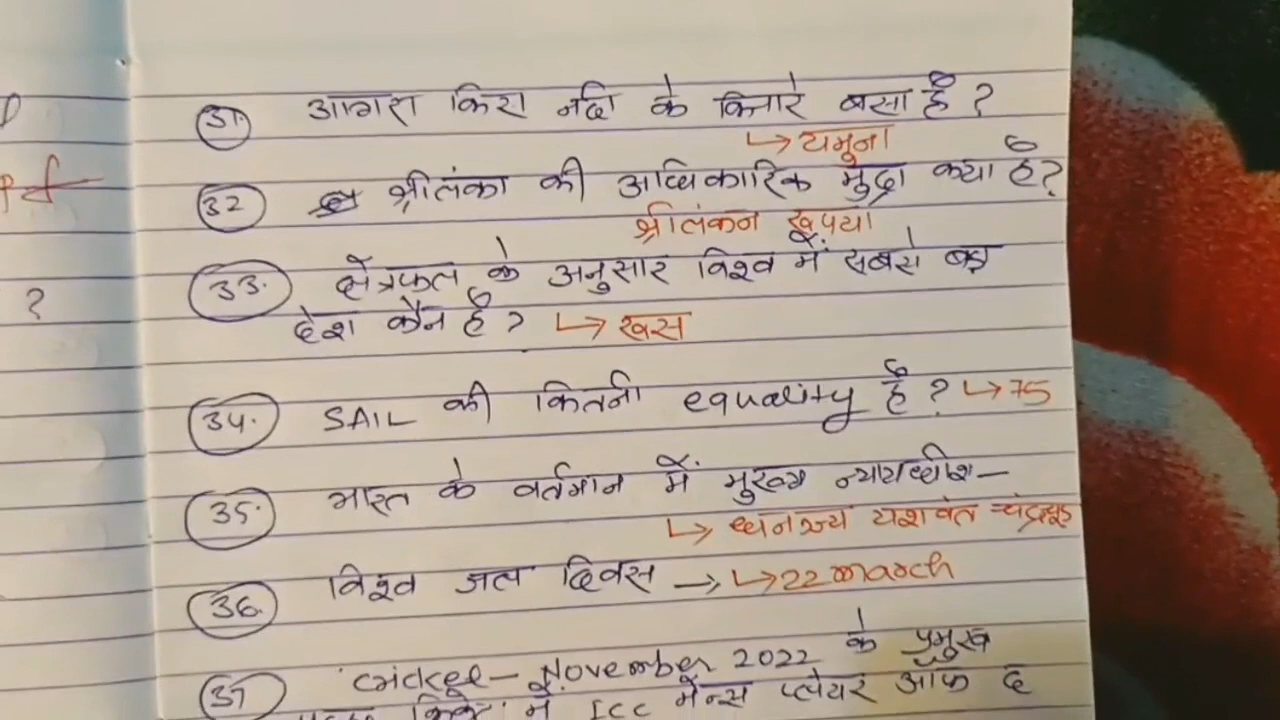 ?
31. आगरा किस नदि के किनारे बसा है ?
↳ यमुना
32 श्रीलंका की आधिकारिक मुद्रा क्या है?
श्रीलंकन रूपया
33. क्षेत्रफल के अनुसार विश्व में सबसे बड़ा
देश कौन है ? ↳ रूस
34. SAIL की कितनी equality है ? ↳ 75
35. भारत के वर्तमान में मुख्य न्यायधीश –
↳ धनञ्जय यशवंत चंद्रचूड़
36. विश्व जल दिवस → ↳ 22 march
37 – November 2022 के प्रमुख
में ICC मेन्स प्लेयर ऑफ द